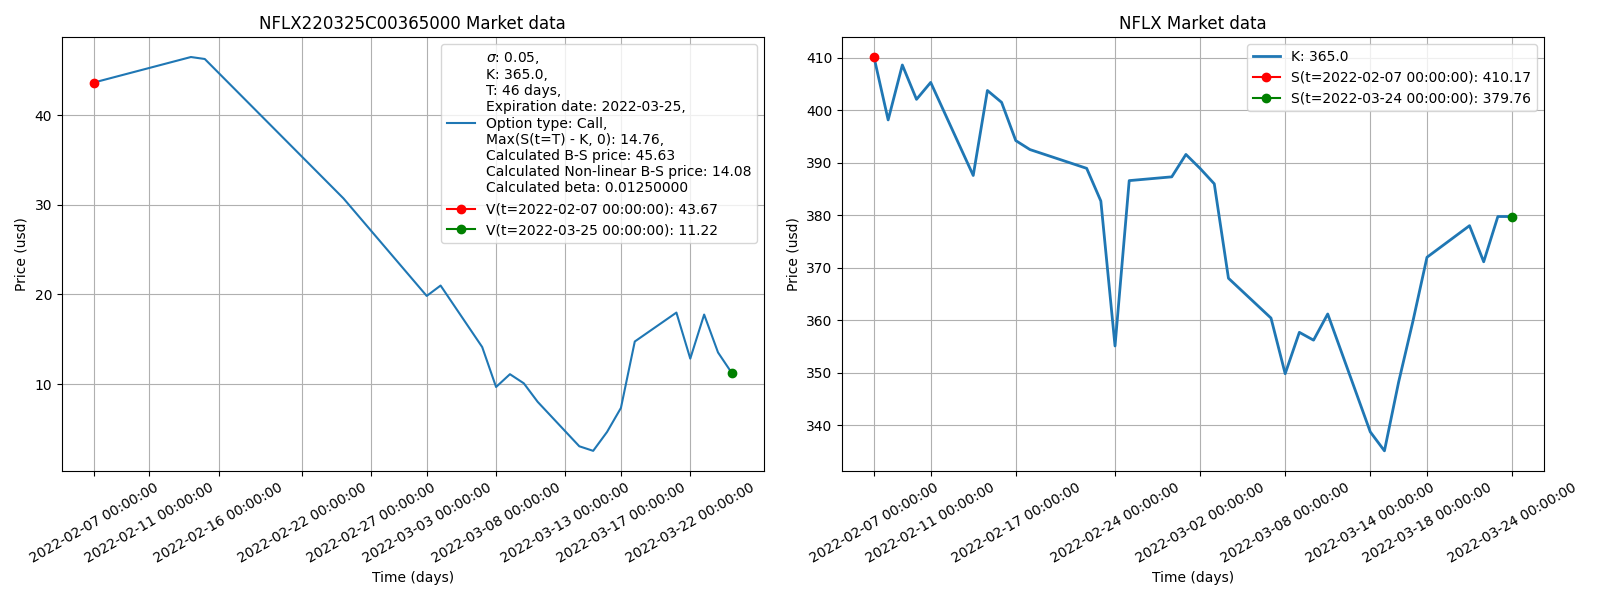 NFLX220325C00365000 Market data
σ: 0.05,
K: 365.0,
T: 46 days,
Expiration date: 2022-03-25,
Option type: Call,
Max(S(t=T) - K, 0): 14.76,
Calculated B-S price: 45.63
Calculated Non-linear B-S price: 14.08
Calculated beta: 0.01250000
V(t=2022-02-07 00:00:00): 43.67
V(t=2022-03-25 00:00:00): 11.22
Price (usd)
40
30
20
10
2022-02-07 00:00:00
2022-02-11 00:00:00
2022-02-16 00:00:00
2022-02-22 00:00:00
2022-02-27 00:00:00
2022-03-03 00:00:00
2022-03-08 00:00:00
2022-03-13 00:00:00
2022-03-17 00:00:00
2022-03-22 00:00:00
Time (days)
NFLX Market data
K: 365.0
S(t=2022-02-07 00:00:00): 410.17
S(t=2022-03-24 00:00:00): 379.76
Price (usd)
410
400
390
380
370
360
350
340
2022-02-07 00:00:00
2022-02-11 00:00:00
2022-02-17 00:00:00
2022-02-24 00:00:00
2022-03-02 00:00:00
2022-03-08 00:00:00
2022-03-14 00:00:00
2022-03-18 00:00:00
2022-03-24 00:00:00
Time (days)